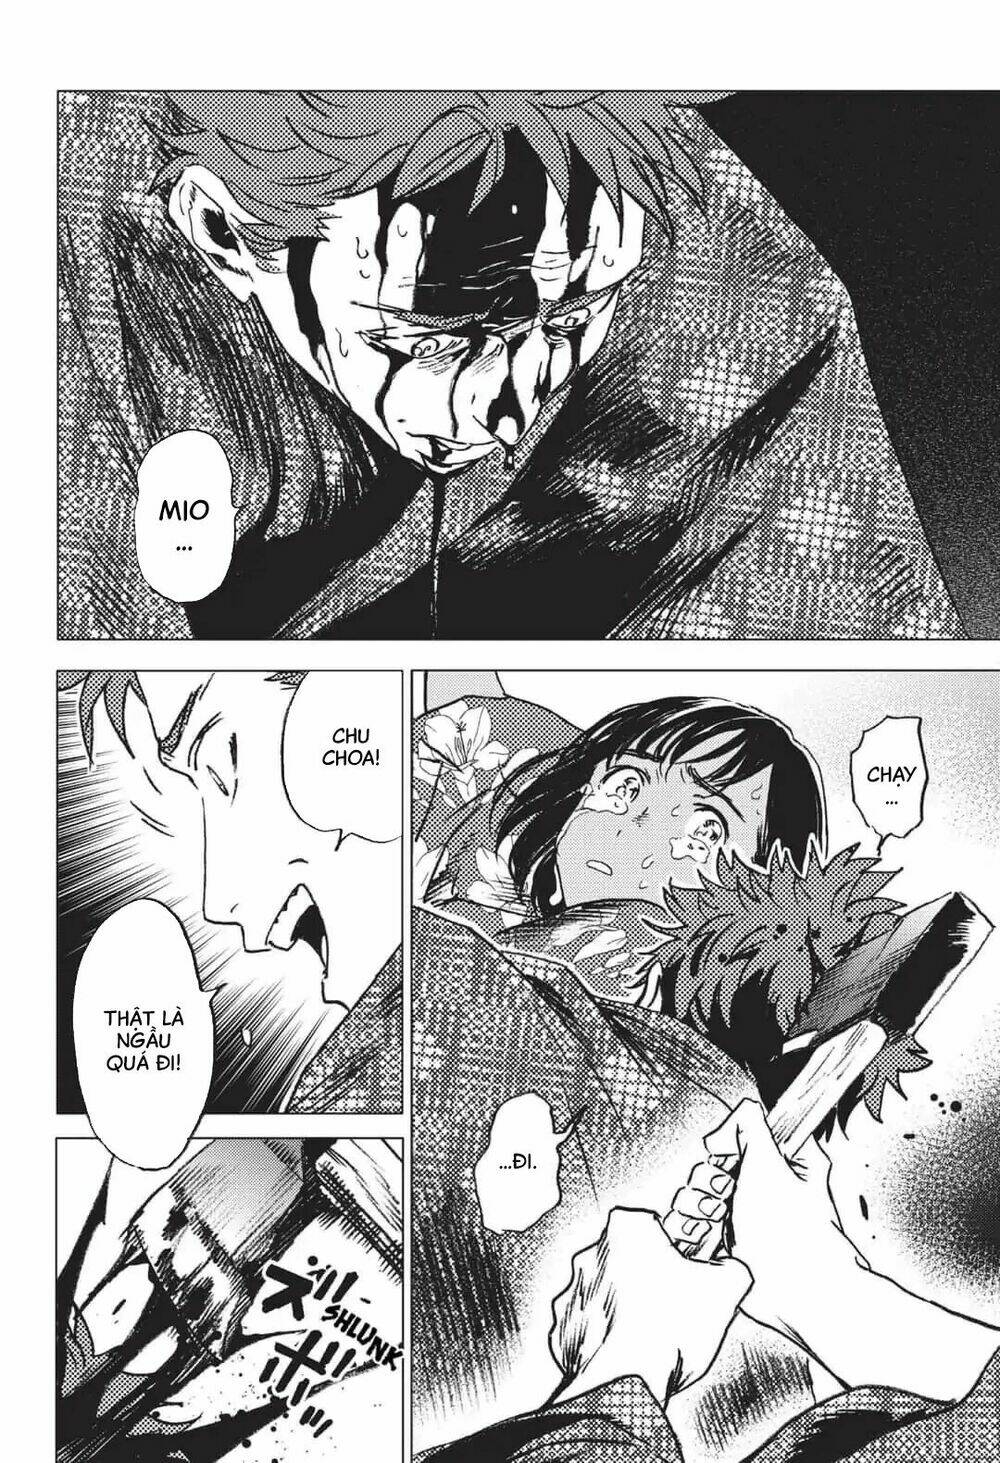 MIO
...
CHẠY
...
...ĐI.
CHU
CHOA!
THẬT LÀ
NGẦU
QUÁ ĐI!
SHLUNK